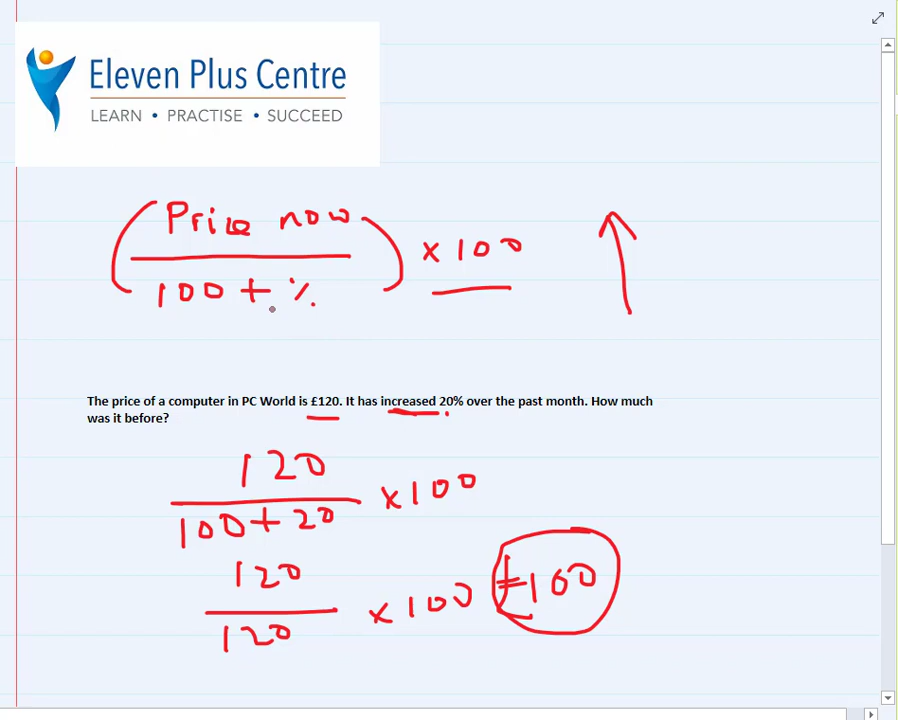 Eleven Plus Centre
LEARN • PRACTISE • SUCCEED
(Price now / 100 + %) × 100
The price of a computer in PC World is £120. It has increased 20% over the past month. How much
was it before?
120 / 100 + 20 × 100
120 / 120 × 100 £100